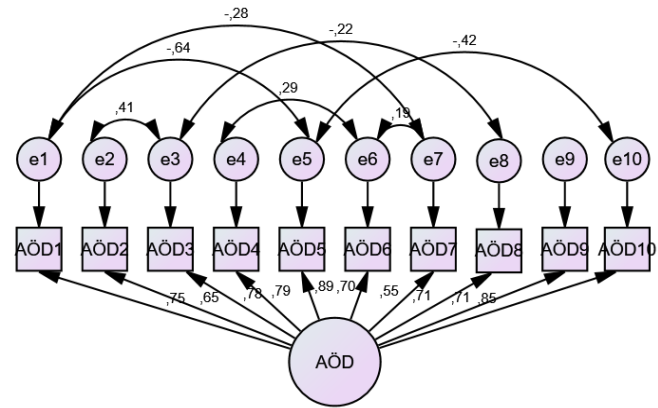 -,28
-,22
-,42
-,64
,29
,41
,19
e1 e2 e3 e4 e5 e6 e7 e8 e9 e10
AÖD1 AÖD2 AÖD3 AÖD4 AÖD5 AÖD6 AÖD7 AÖD8 AÖD9 AÖD10
,75 ,65 ,78 ,79 ,89 ,70 ,55 ,71 ,71 ,85
AÖD